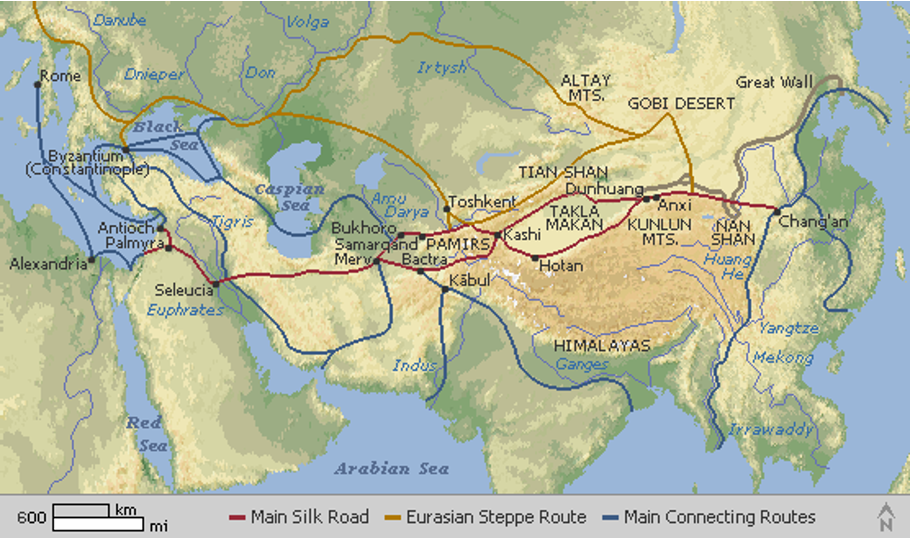 Danube
Volga
Dnieper
Don
Irtysh
Rome
ALTAY
MTS.
Great Wall
GOBI DESERT
Black
Sea
Byzantium
(Constantinople)
TIAN SHAN
Dunhuang
Caspian
Sea
Amu
Darya
Toshkent
Anxi
Tigris
TAKLA
MAKAN
Antioch
Palmyra
Bukhoro
Samarqand
PAMIRS
Kashi
KUNLUN
MTS.
NAN
SHAN
Chang'an
Alexandria
Merv
Bactra
Hotan
Huang
He
Seleucia
Kābul
Euphrates
Yangtze
HIMALAYAS
Indus
Ganges
Mekong
Red
Sea
Irrawaddy
Arabian Sea
600 km
mi
Main Silk Road
Eurasian Steppe Route
Main Connecting Routes
N